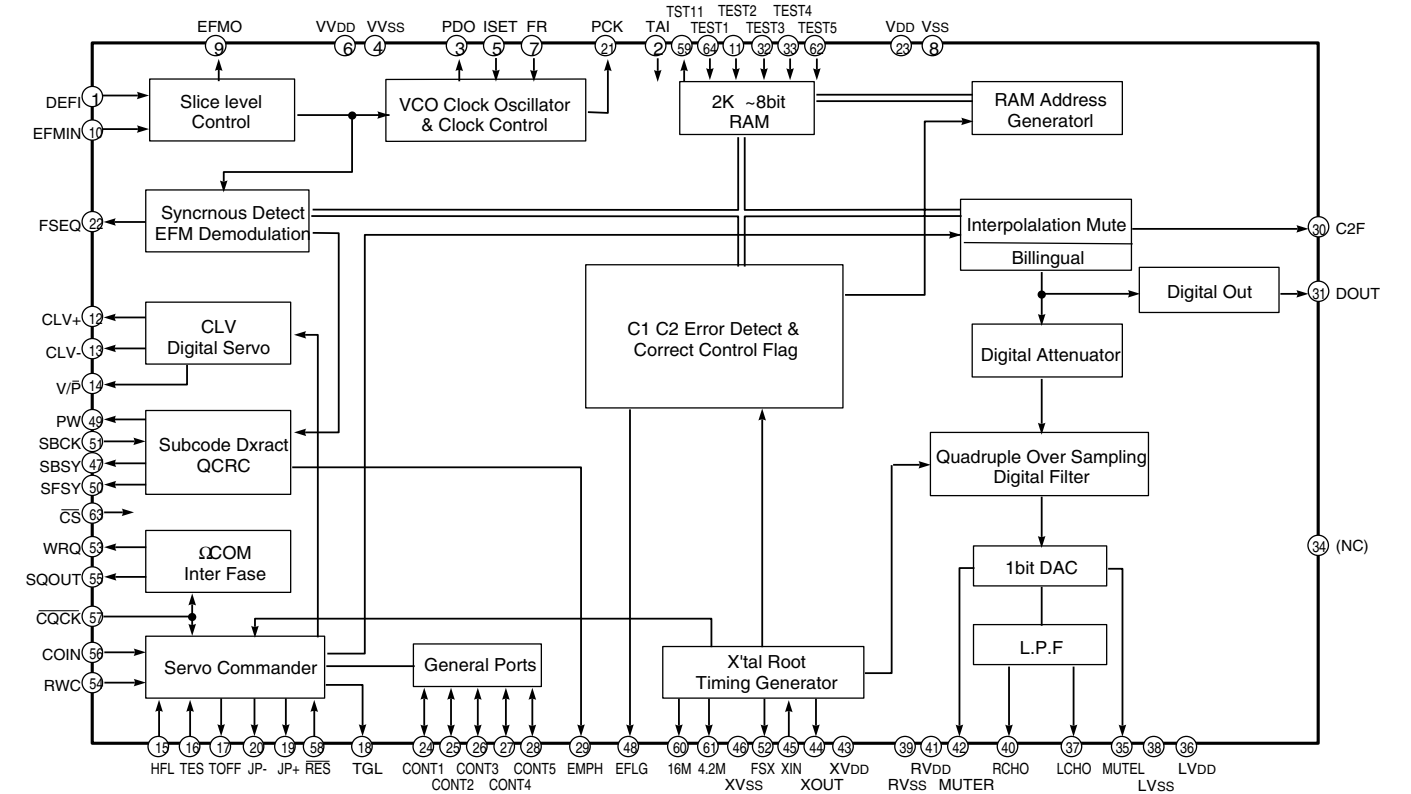 EFMO
VVDD
VVSS
PDO
ISET
FR
PCK
TAI
TST11
TEST1
TEST2
TEST3
TEST4
TEST5
VDD
VSS
9
6
4
3
5
7
21
2
59
64
11
32
33
62
23
8
DEFI
1
EFMIN
10
Slice level
Control
VCO Clock Oscillator
& Clock Control
2K ~8bit
RAM
RAM Address
Generatorl
FSEQ
22
Syncrnous Detect
EFM Demodulation
Interpolalation Mute
Billingual
30
C2F
Digital Out
31
DOUT
CLV+
12
CLV-
13
V/P̅
14
CLV
Digital Servo
C1 C2 Error Detect &
Correct Control Flag
Digital Attenuator
PW
49
SBCK
51
SBSY
47
SFSY
50
Subcode Dxract
QCRC
Quadruple Over Sampling
Digital Filter
C̅S̅
63
WRQ
53
SQOUT
55
ΩCOM
Inter Fase
1bit DAC
34
(NC)
C̅Q̅C̅K̅
57
COIN
56
RWC
54
Servo Commander
General Ports
X'tal Root
Timing Generator
L.P.F
15
16
17
20
19
58
18
24
25
26
27
28
29
48
60
61
46
52
45
44
43
39
41
42
40
37
35
38
36
HFL
TES
TOFF
JP-
JP+
R̅E̅S̅
TGL
CONT1
CONT2
CONT3
CONT4
CONT5
EMPH
EFLG
16M
4.2M
XVSS
FSX
XIN
XOUT
XVDD
RVSS
RVDD
MUTER
RCHO
LCHO
MUTEL
LVSS
LVDD